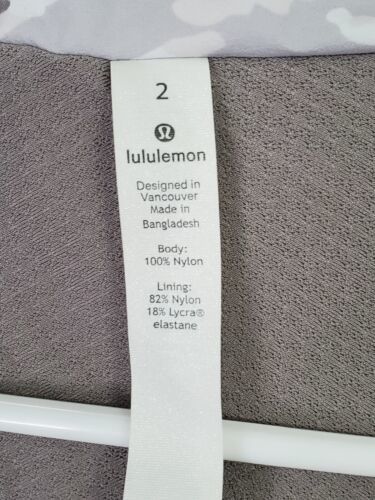 2
lululemon
Designed in
Vancouver
Made in
Bangladesh
Body:
100% Nylon
Lining:
82% Nylon
18% Lycra®
elastane